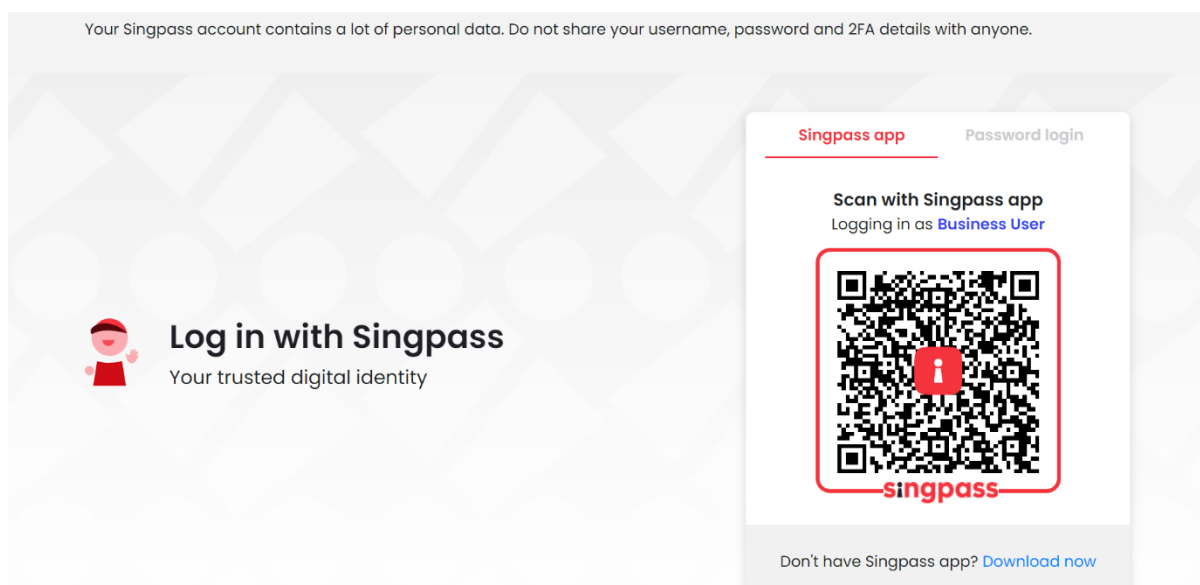 Your Singpass account contains a lot of personal data. Do not share your username, password and 2FA details with anyone.
Singpass app
Password login
Scan with Singpass app
Logging in as Business User
singpass
Log in with Singpass
Your trusted digital identity
Don't have Singpass app? Download now